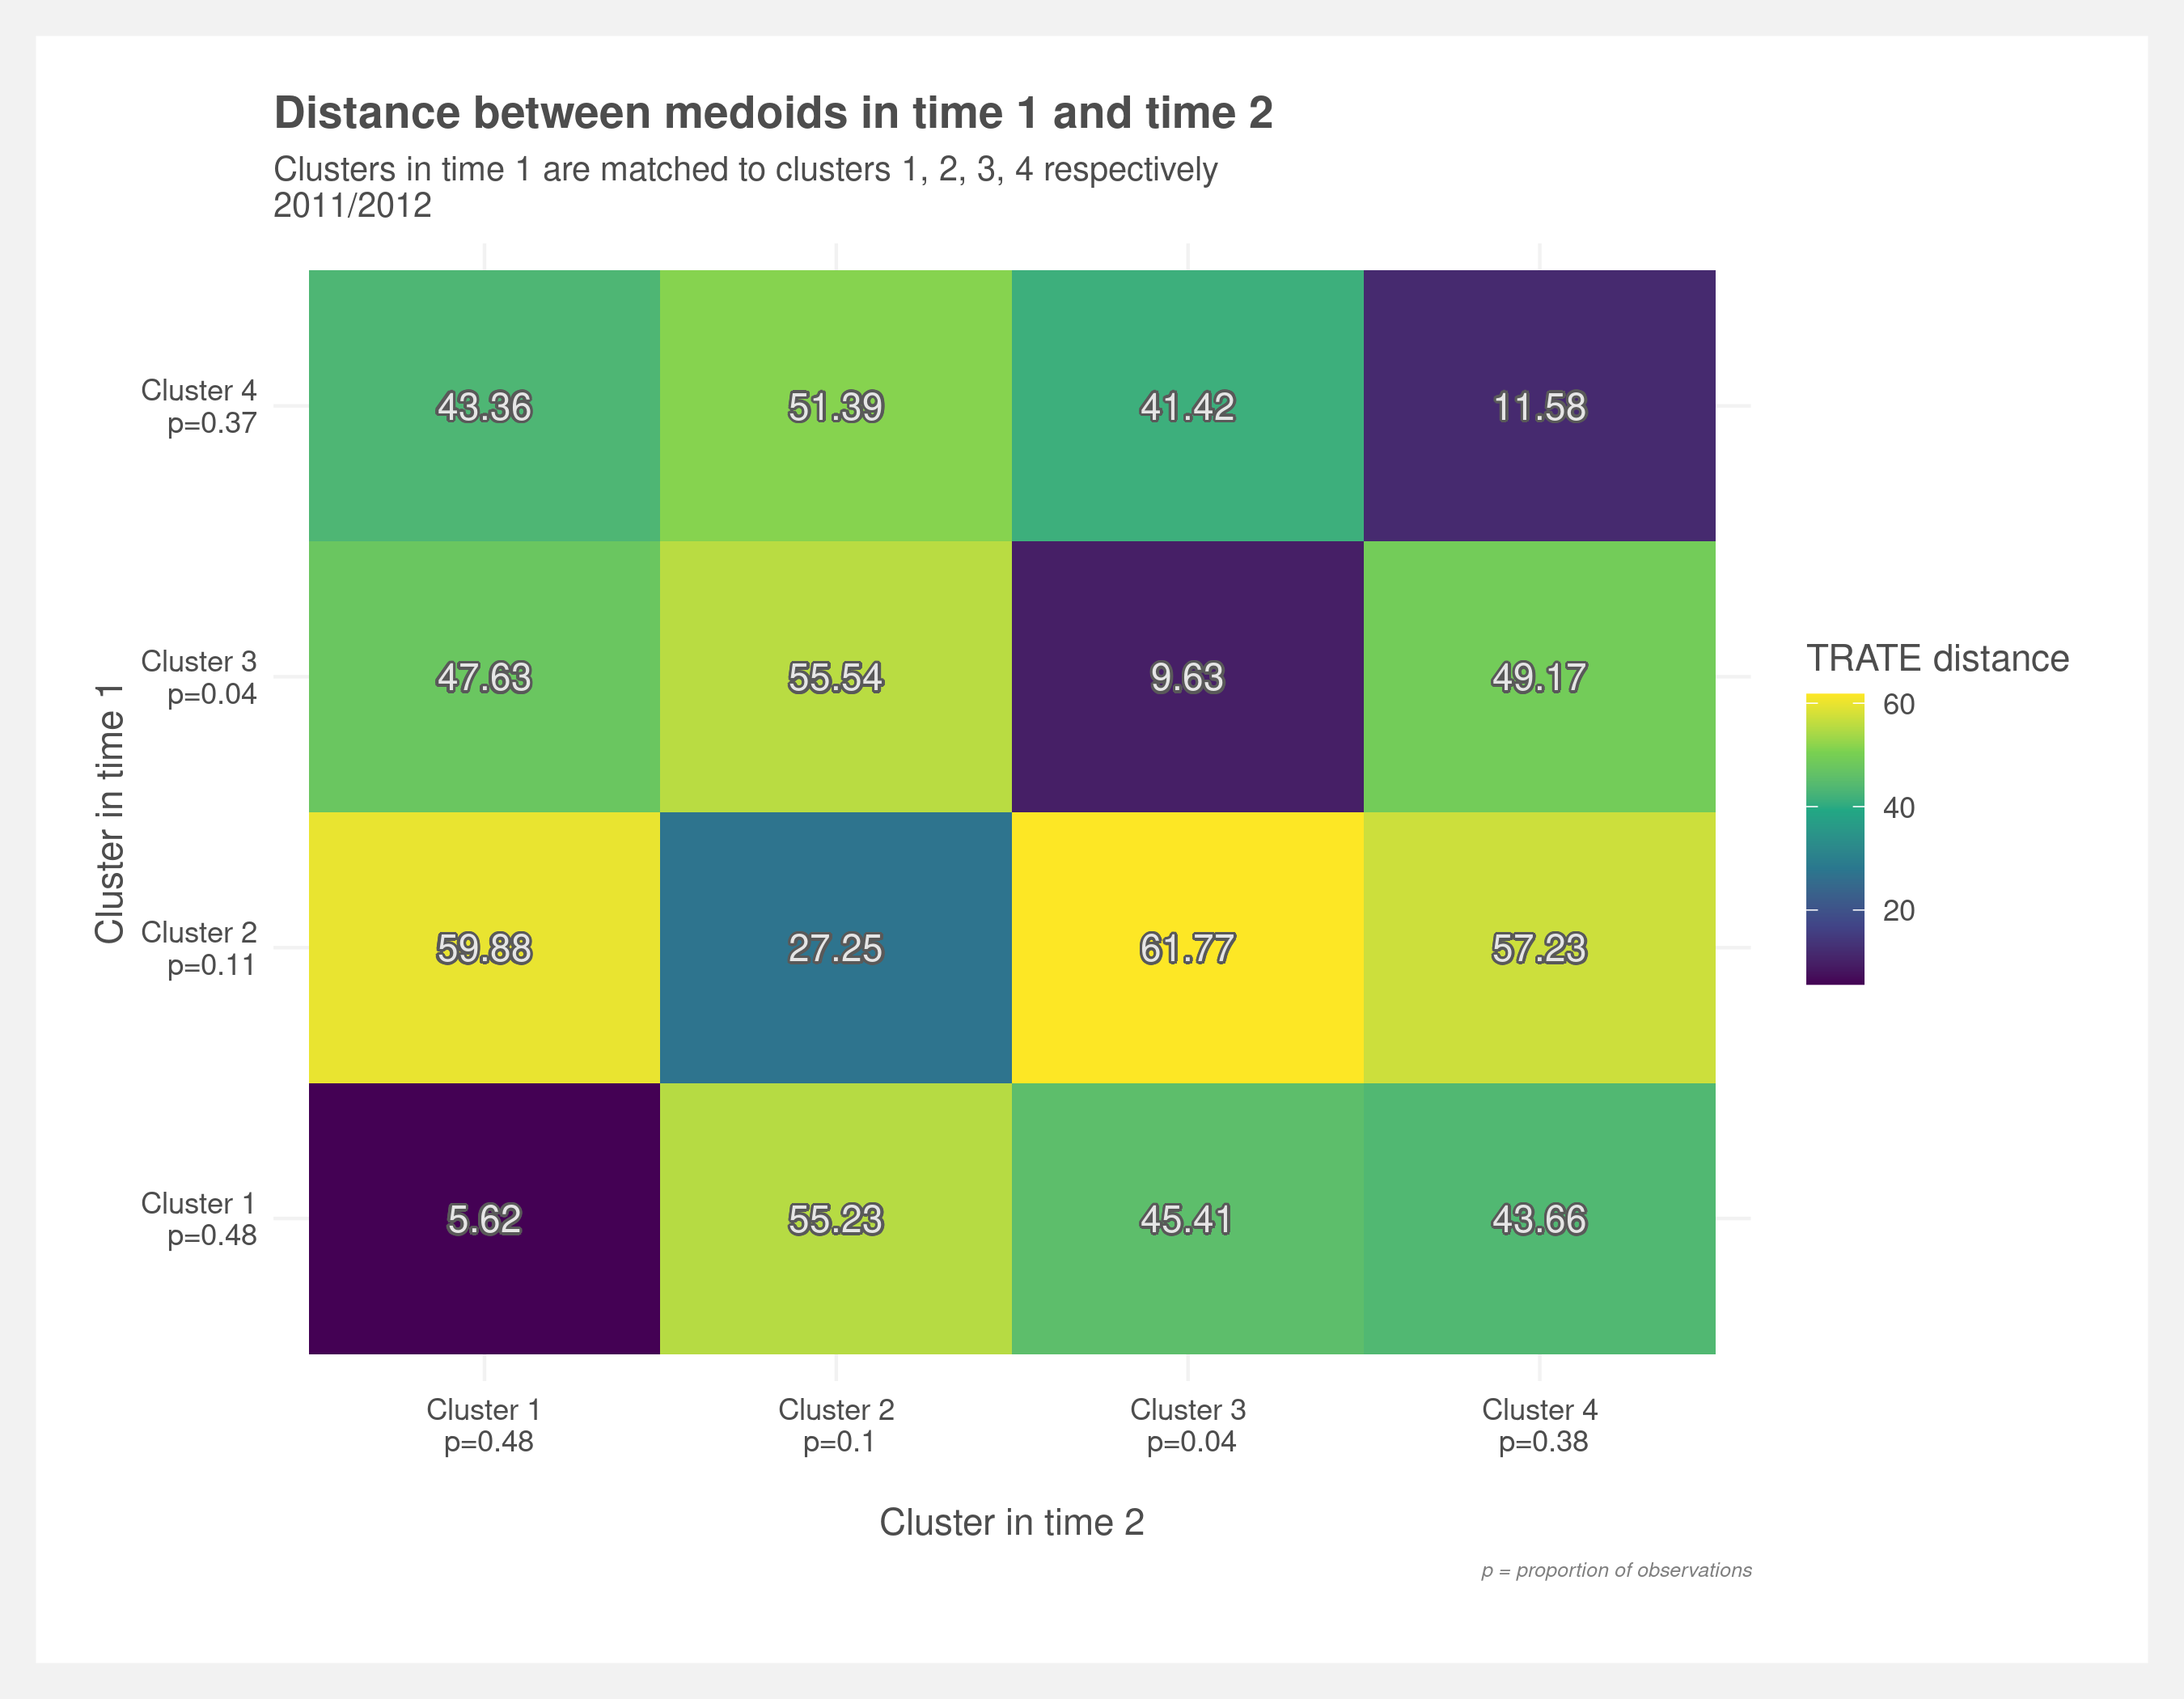 Distance between medoids in time 1 and time 2
Clusters in time 1 are matched to clusters 1, 2, 3, 4 respectively
2011/2012
Cluster in time 1
Cluster 4
p=0.37
43.36 51.39 41.42 11.58
Cluster 3
p=0.04
47.63 55.54 9.63 49.17
Cluster 2
p=0.11
59.88 27.25 61.77 57.23
Cluster 1
p=0.48
5.62 55.23 45.41 43.66
Cluster 1 Cluster 2 Cluster 3 Cluster 4
p=0.48 p=0.1 p=0.04 p=0.38
Cluster in time 2
TRATE distance
60
40
20
p = proportion of observations